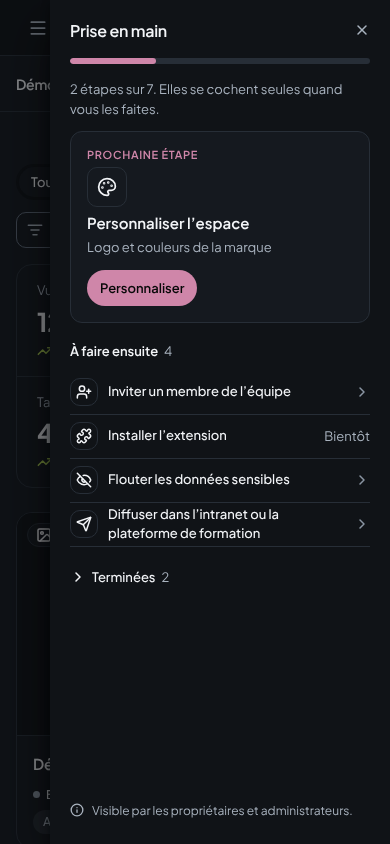 Prise en main
2 étapes sur 7. Elles se cochent seules quand
vous les faites.
PROCHAINE ÉTAPE
Personnaliser l’espace
Logo et couleurs de la marque
Personnaliser
À faire ensuite 4
Inviter un membre de l’équipe
Installer l’extension
Bientôt
Flouter les données sensibles
Diffuser dans l’intranet ou la
plateforme de formation
Terminées 2
Visible par les propriétaires et administrateurs.